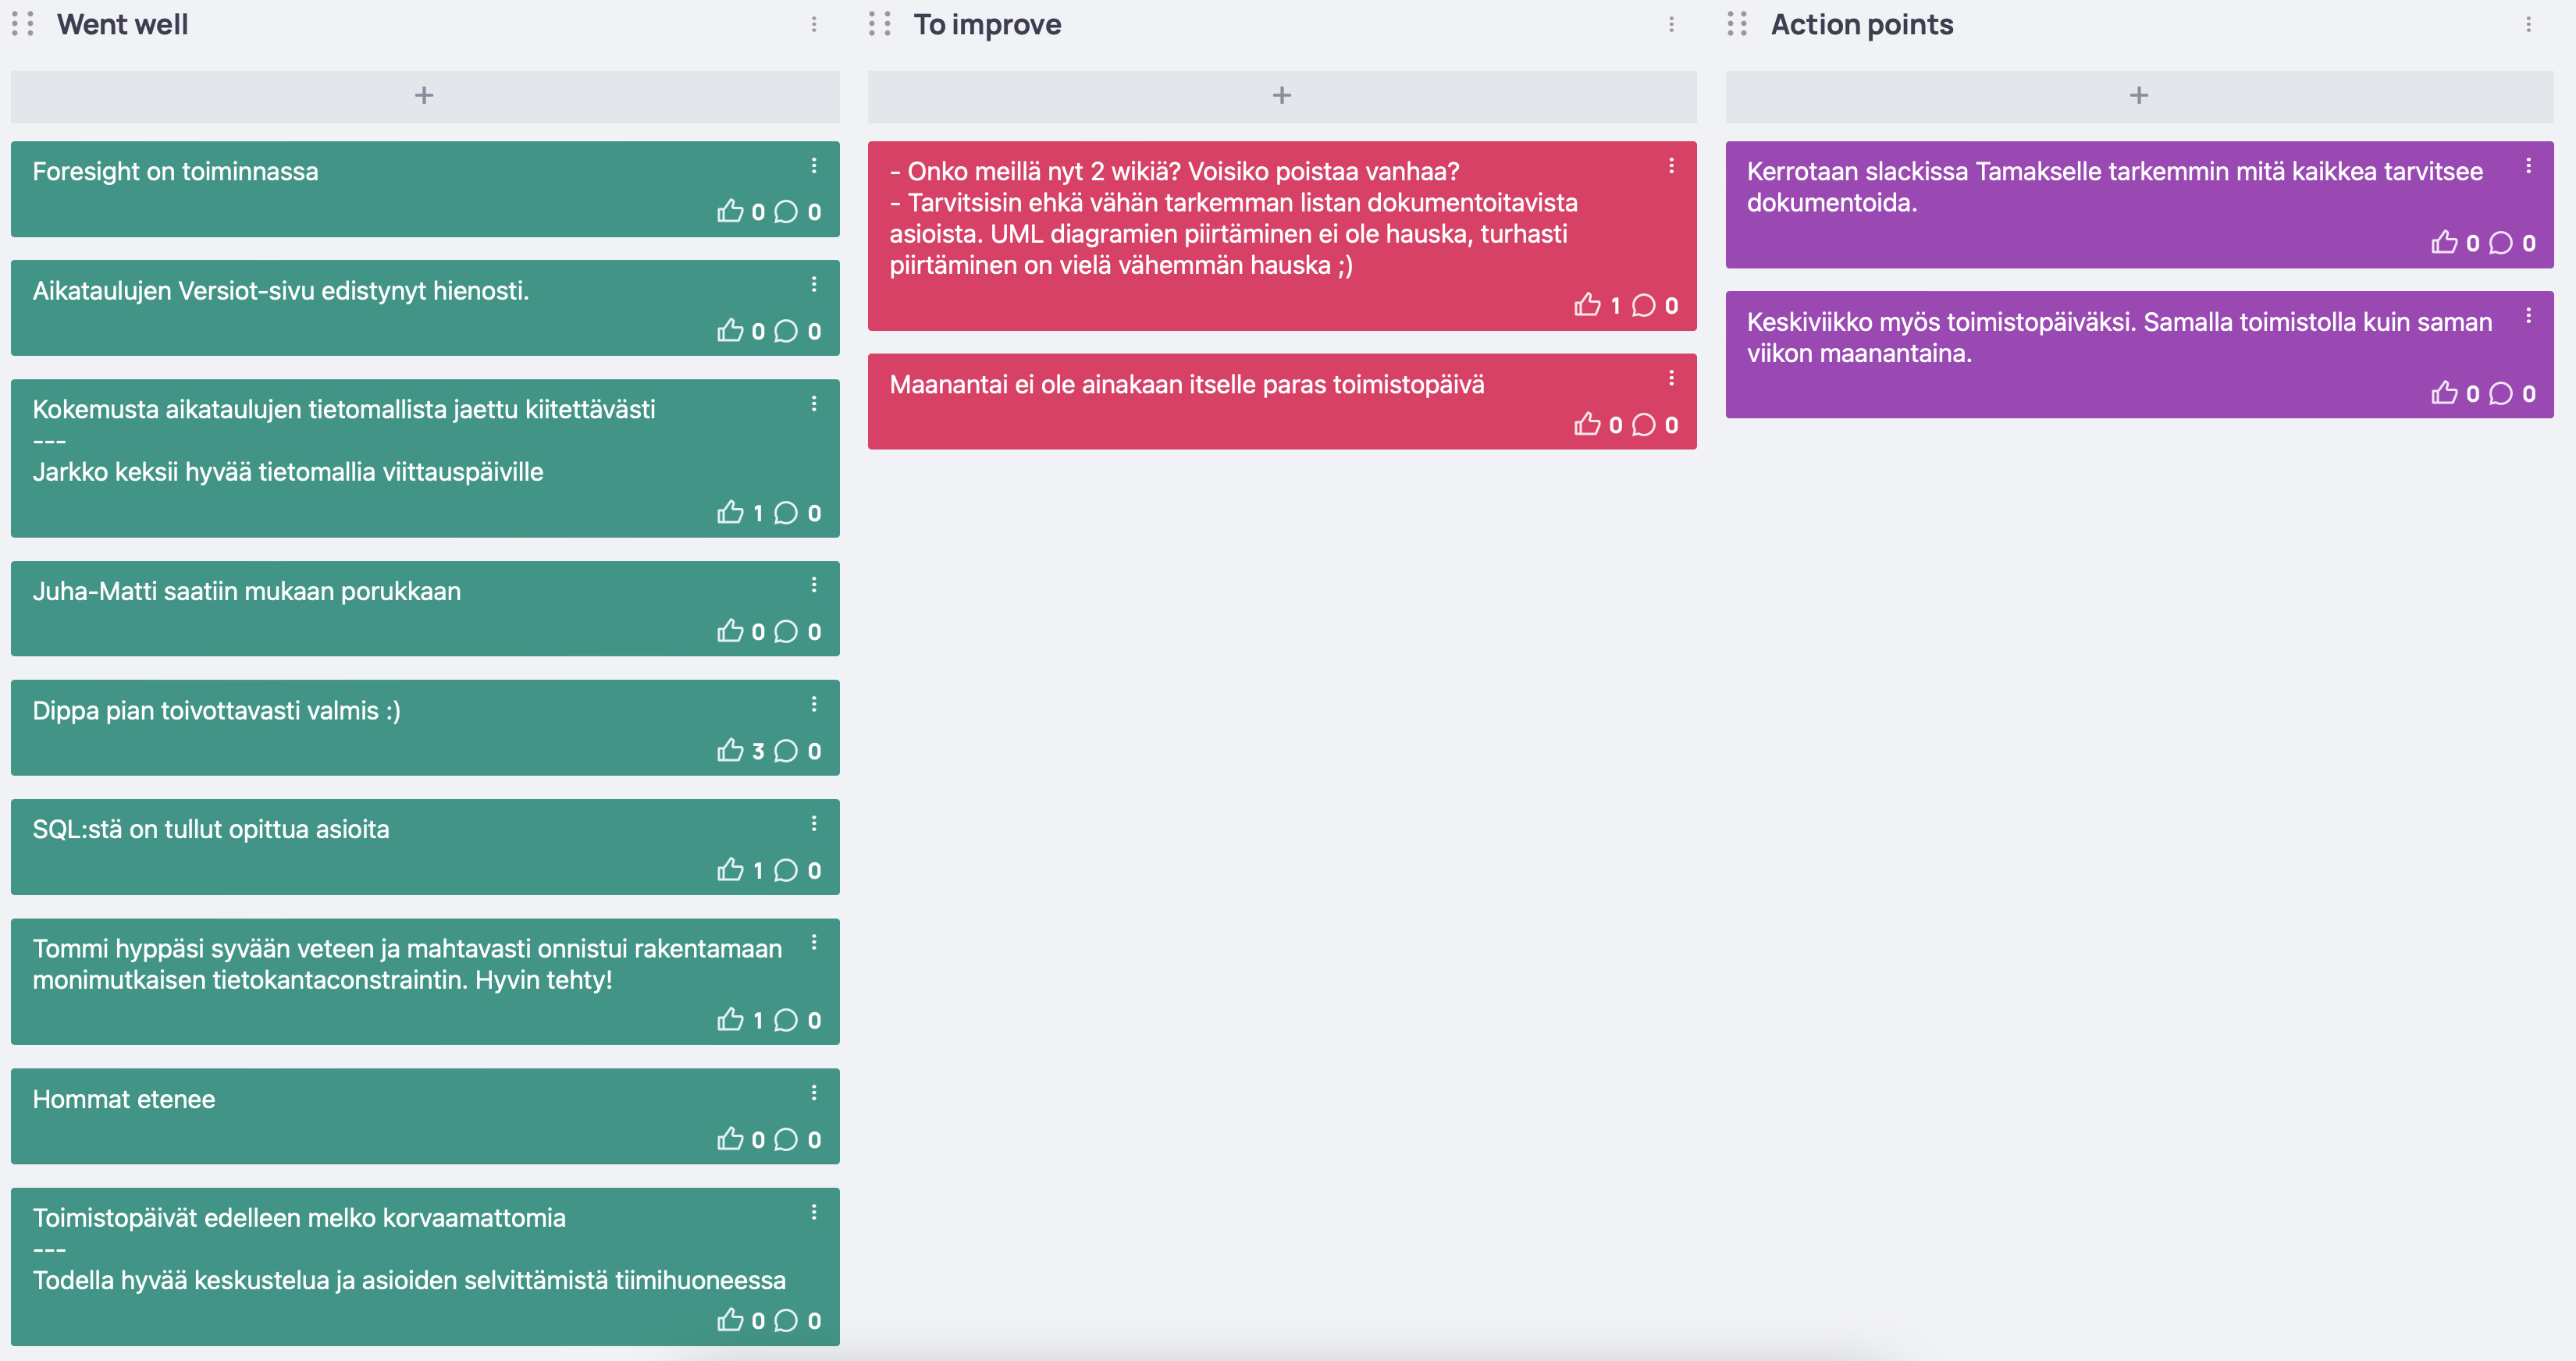 Went well
+
Foresight on toiminnassa
0 0
Aikataulujen Versiot-sivu edistynyt hienosti.
0 0
Kokemusta aikataulujen tietomallista jaettu kiitettävästi
---
Jarkko keksii hyvää tietomallia viittauspäiville
1 0
Juha-Matti saatiin mukaan porukkaan
0 0
Dippa pian toivottavasti valmis :)
3 0
SQL:stä on tullut opittua asioita
1 0
Tommi hyppäsi syvään veteen ja mahtavasti onnistui rakentamaan
monimutkaisen tietokantaconstraintin. Hyvin tehty!
1 0
Hommat etenee
0 0
Toimistopäivät edelleen melko korvaamattomia
---
Todella hyvää keskustelua ja asioiden selvittämistä tiimihuoneessa
0 0
To improve
+
- Onko meillä nyt 2 wikiä? Voisiko poistaa vanhaa?
- Tarvitsisin ehkä vähän tarkemman listan dokumentoitavista
asioista. UML diagramien piirtäminen ei ole hauska, turhasti
piirtäminen on vielä vähemmän hauska ;)
1 0
Maanantai ei ole ainakaan itselle paras toimistopäivä
0 0
Action points
+
Kerrotaan slackissa Tamakselle tarkemmin mitä kaikkea tarvitsee
dokumentoida.
0 0
Keskiviikko myös toimistopäiväksi. Samalla toimistolla kuin saman
viikon maanantaina.
0 0